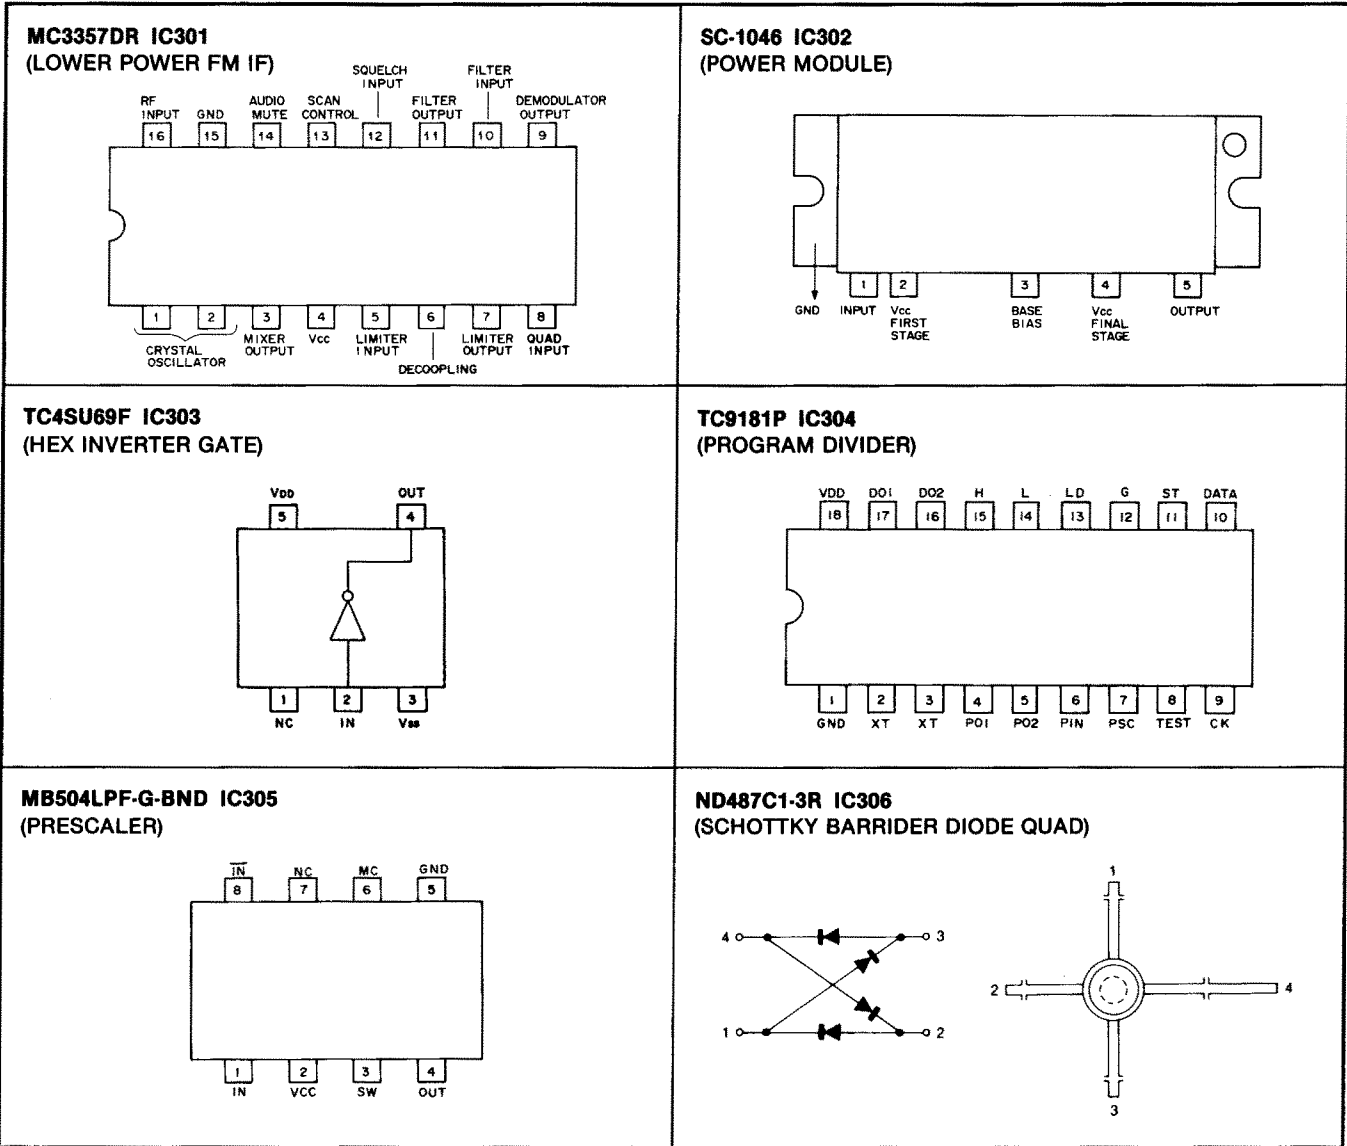 MC3357DR IC301
(LOWER POWER FM IF)
SQUELCH INPUT
FILTER INPUT
RF INPUT
GND
AUDIO MUTE
SCAN CONTROL
FILTER OUTPUT
DEMODULATOR OUTPUT
16 15 14 13 12 11 10 9
1 2 3 4 5 6 7 8
CRYSTAL OSCILLATOR
MIXER OUTPUT
Vcc
LIMITER INPUT
DECOOPLING
LIMITER OUTPUT
QUAD INPUT
SC-1046 IC302
(POWER MODULE)
1 2 3 4 5
GND
INPUT
Vcc FIRST STAGE
BASE BIAS
Vcc FINAL STAGE
OUTPUT
TC4SU69F IC303
(HEX INVERTER GATE)
VDD OUT
5 4
1 2 3
NC IN Vss
TC9181P IC304
(PROGRAM DIVIDER)
VDD DO1 DO2 H L LD G ST DATA
18 17 16 15 14 13 12 11 10
1 2 3 4 5 6 7 8 9
GND XT XT PO1 PO2 PIN PSC TEST CK
MB504LPF-G-BND IC305
(PRESCALER)
IN NC MC GND
8 7 6 5
1 2 3 4
IN VCC SW OUT
ND487C1-3R IC306
(SCHOTTKY BARRIDER DIODE QUAD)
4 3
1 2
1
2 4
3